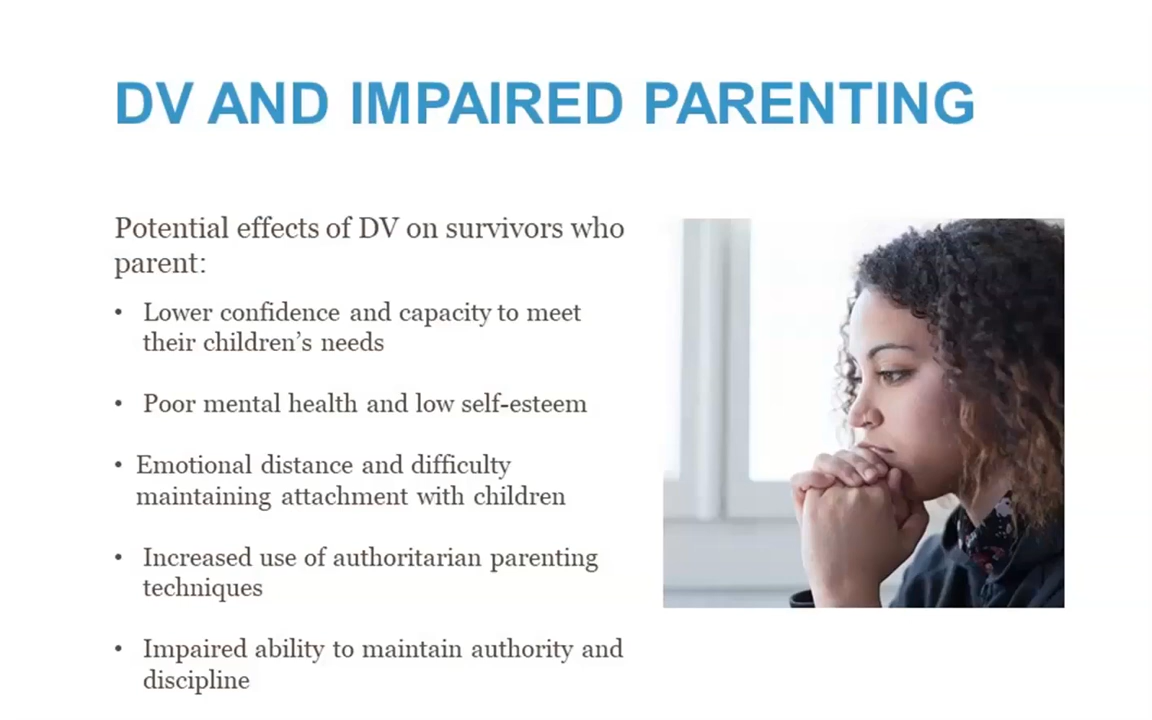 DV AND IMPAIRED PARENTING
Potential effects of DV on survivors who
parent:
• Lower confidence and capacity to meet
their children’s needs
• Poor mental health and low self-esteem
• Emotional distance and difficulty
maintaining attachment with children
• Increased use of authoritarian parenting
techniques
• Impaired ability to maintain authority and
discipline